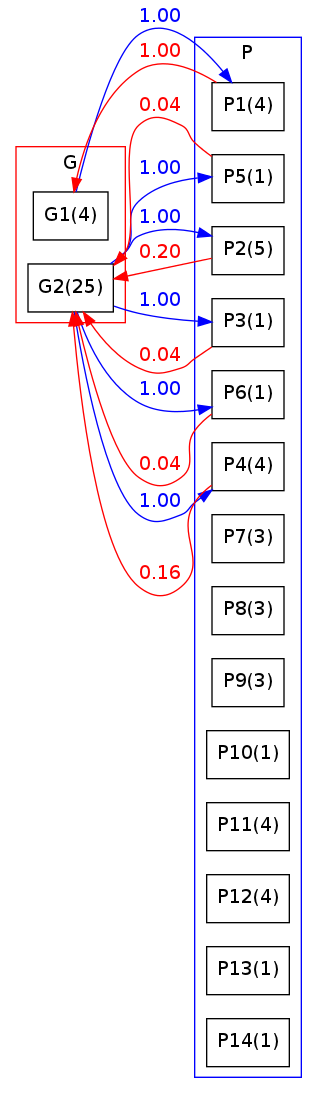 1.00
1.00
P
P1(4)
0.04
G
1.00
P5(1)
G1(4)
1.00
P2(5)
0.20
G2(25)
1.00
P3(1)
0.04
1.00
P6(1)
0.04
P4(4)
1.00
P7(3)
0.16
P8(3)
P9(3)
P10(1)
P11(4)
P12(4)
P13(1)
P14(1)